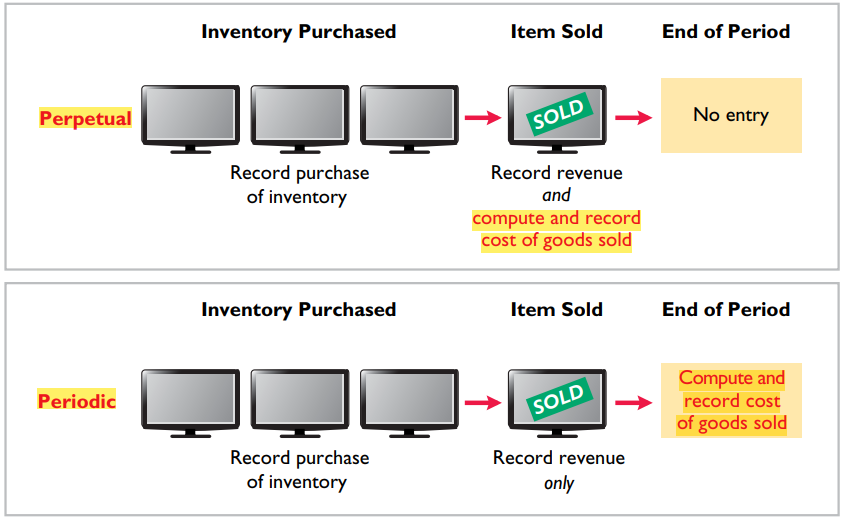 Inventory Purchased
Item Sold
End of Period
Perpetual
SOLD
No entry
Record purchase
of inventory
Record revenue
and
compute and record
cost of goods sold
Inventory Purchased
Item Sold
End of Period
Periodic
SOLD
Compute and
record cost
of goods sold
Record purchase
of inventory
Record revenue
only